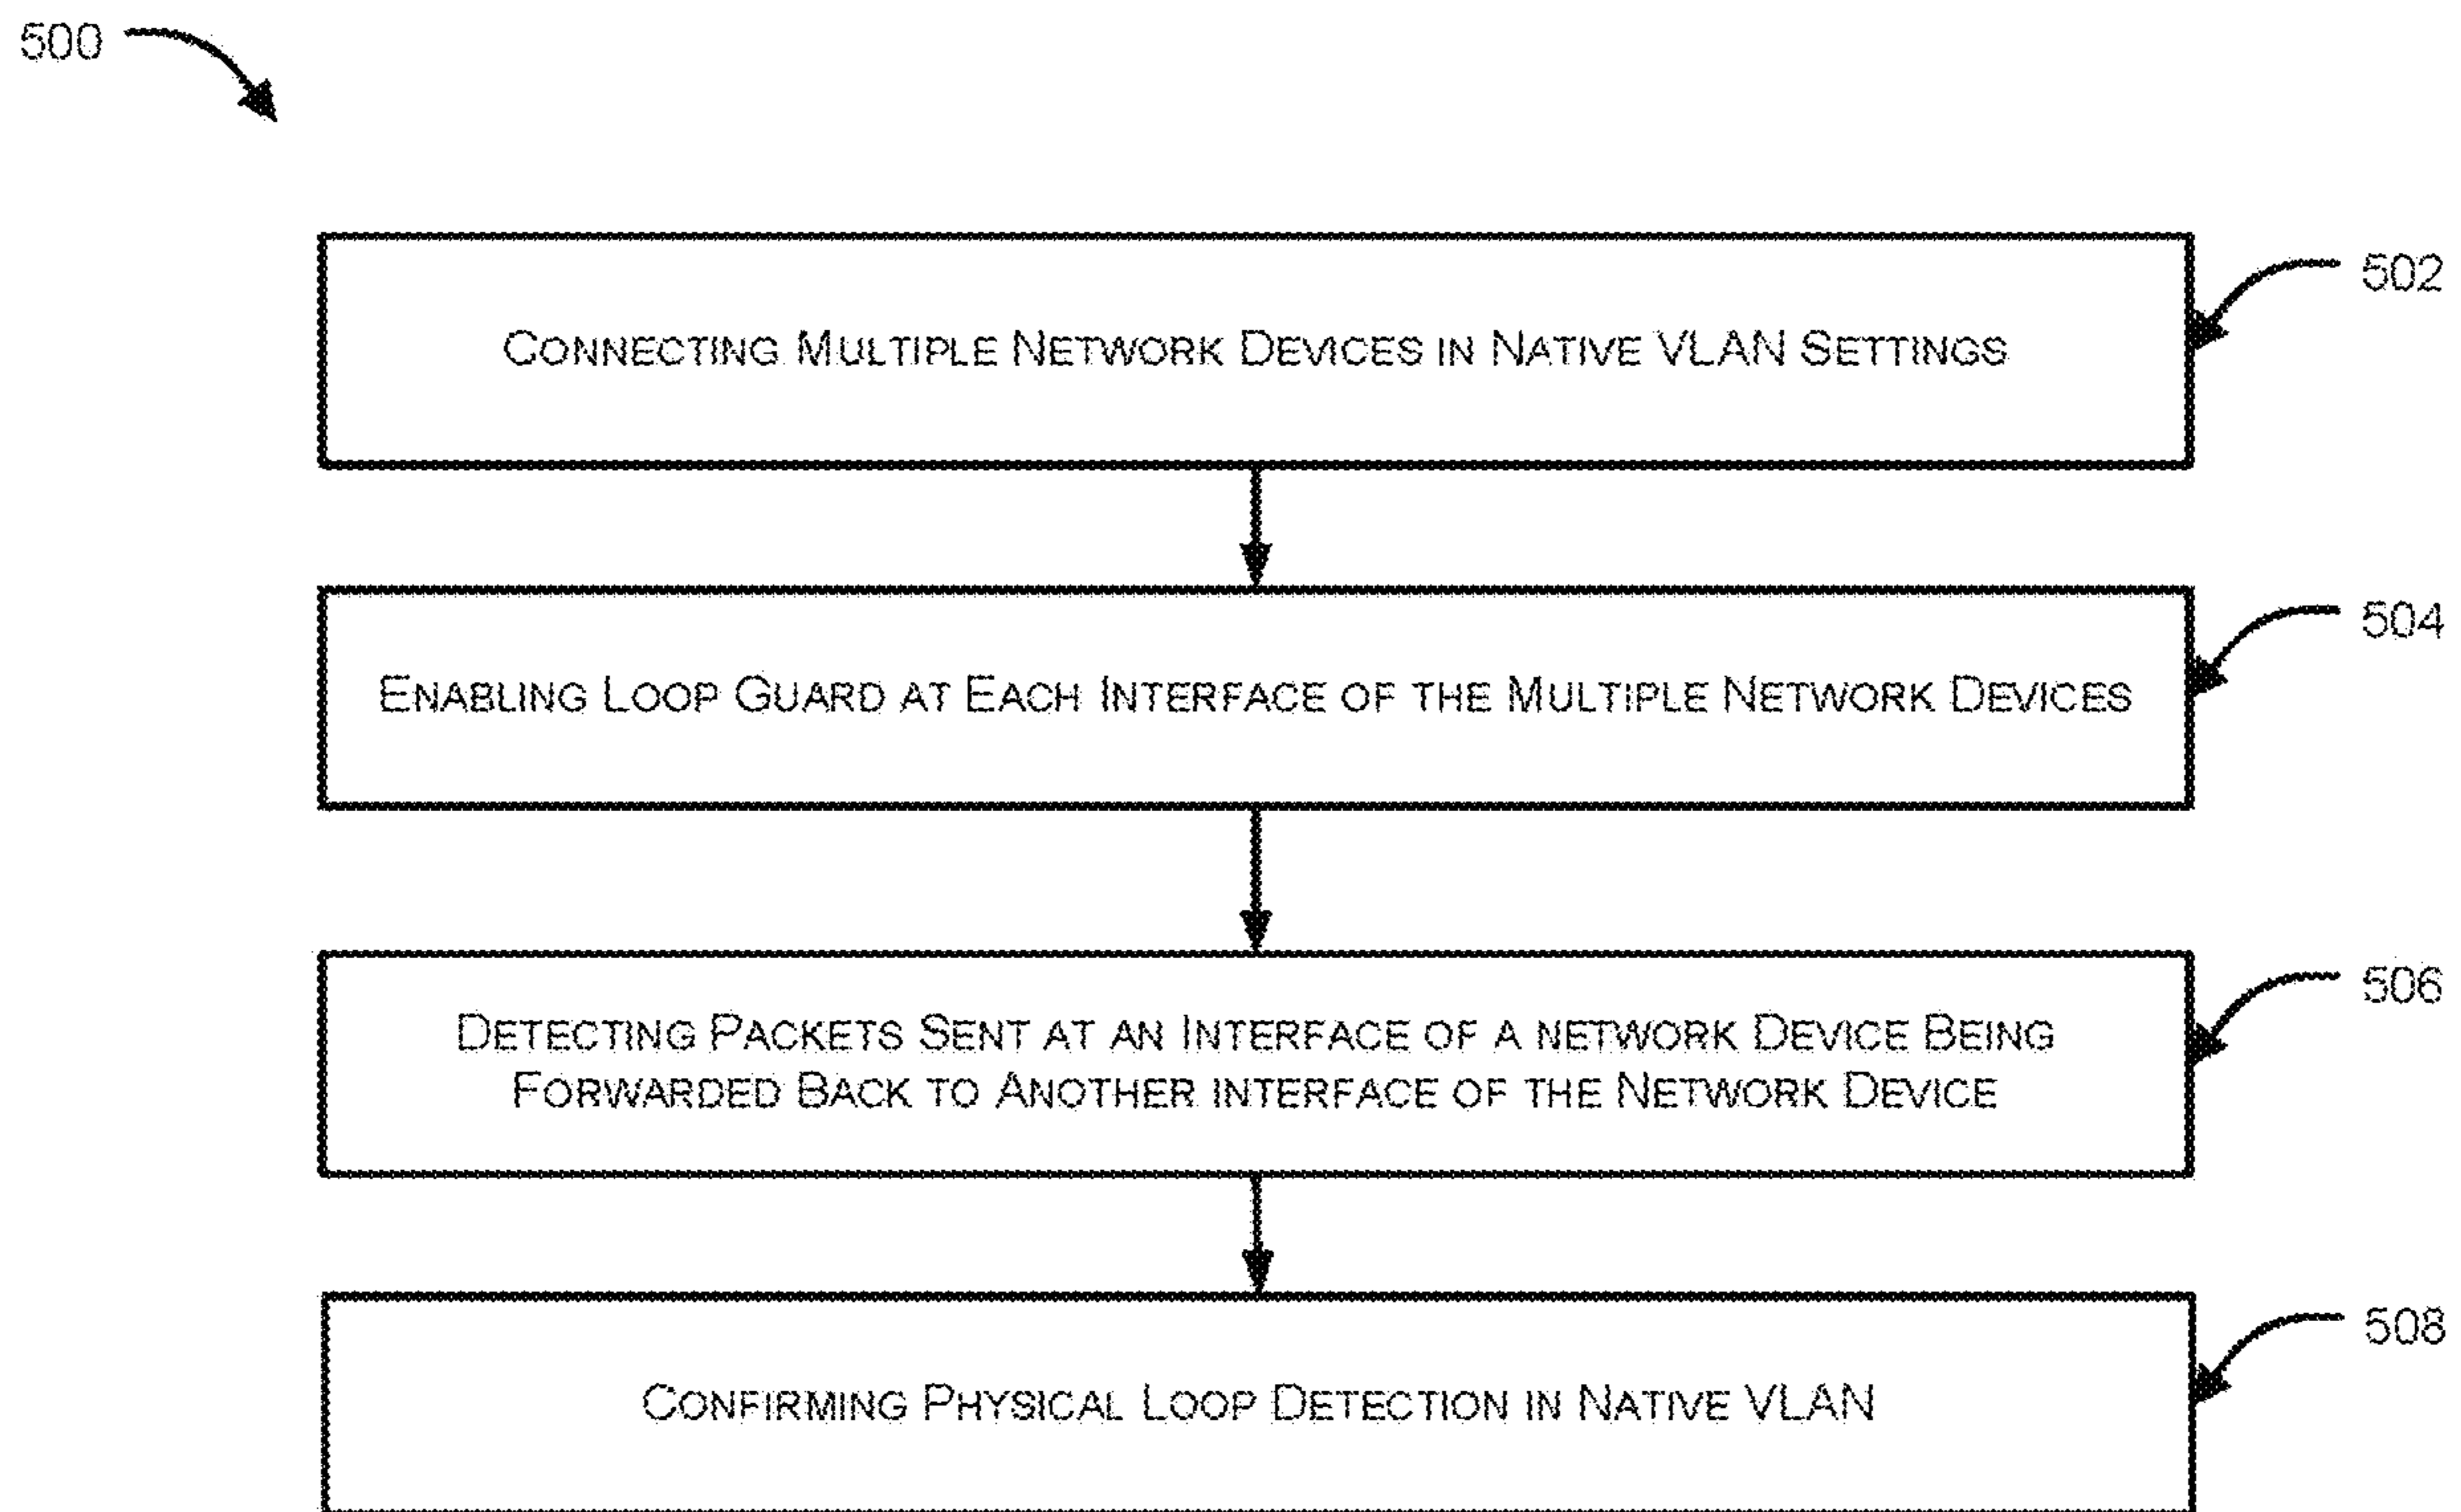 500
502
CONNECTING MULTIPLE NETWORK DEVICES IN NATIVE VLAN SETTINGS
504
ENABLING LOOP GUARD AT EACH INTERFACE OF THE MULTIPLE NETWORK DEVICES
506
DETECTING PACKETS SENT AT AN INTERFACE OF A NETWORK DEVICE BEING
FORWARDED BACK TO ANOTHER INTERFACE OF THE NETWORK DEVICE
508
CONFIRMING PHYSICAL LOOP DETECTION IN NATIVE VLAN